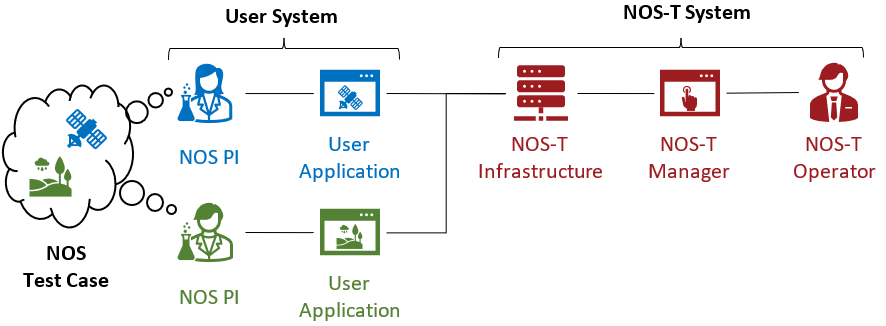 User System
NOS-T System
NOS PI
User
Application
NOS-T
Infrastructure
NOS-T
Manager
NOS-T
Operator
NOS
Test Case
NOS PI
User
Application